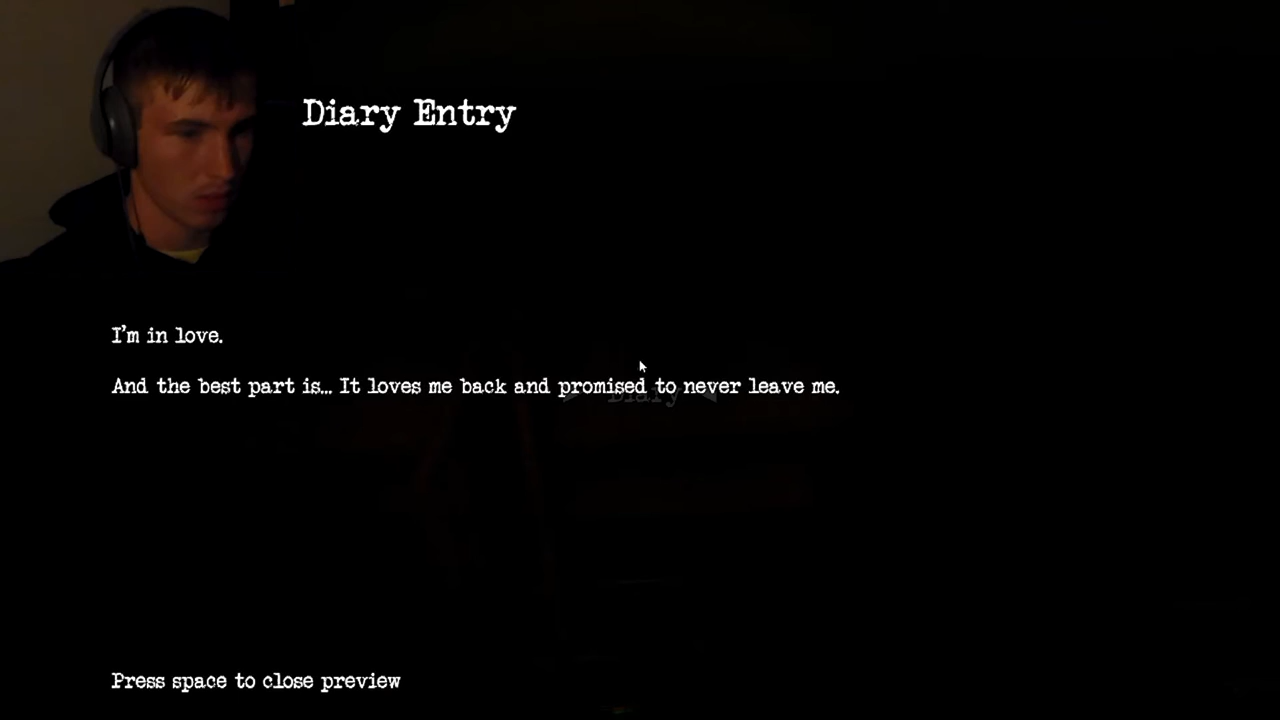 Diary Entry
I'm in love.
And the best part is... It loves me back and promised to never leave me.
Diary
Press space to close preview